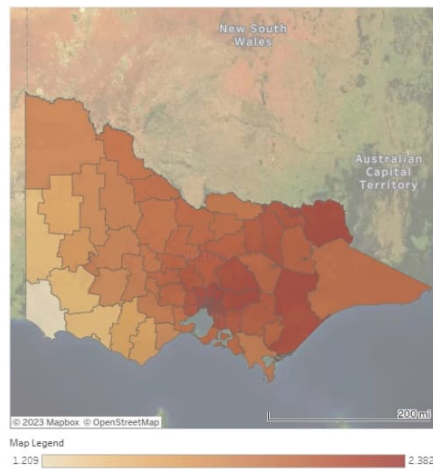 New South
Wales
Australian
Capital
Territory
© 2023 Mapbox © OpenStreetMap
200 mi
Map Legend
1.209
2.382